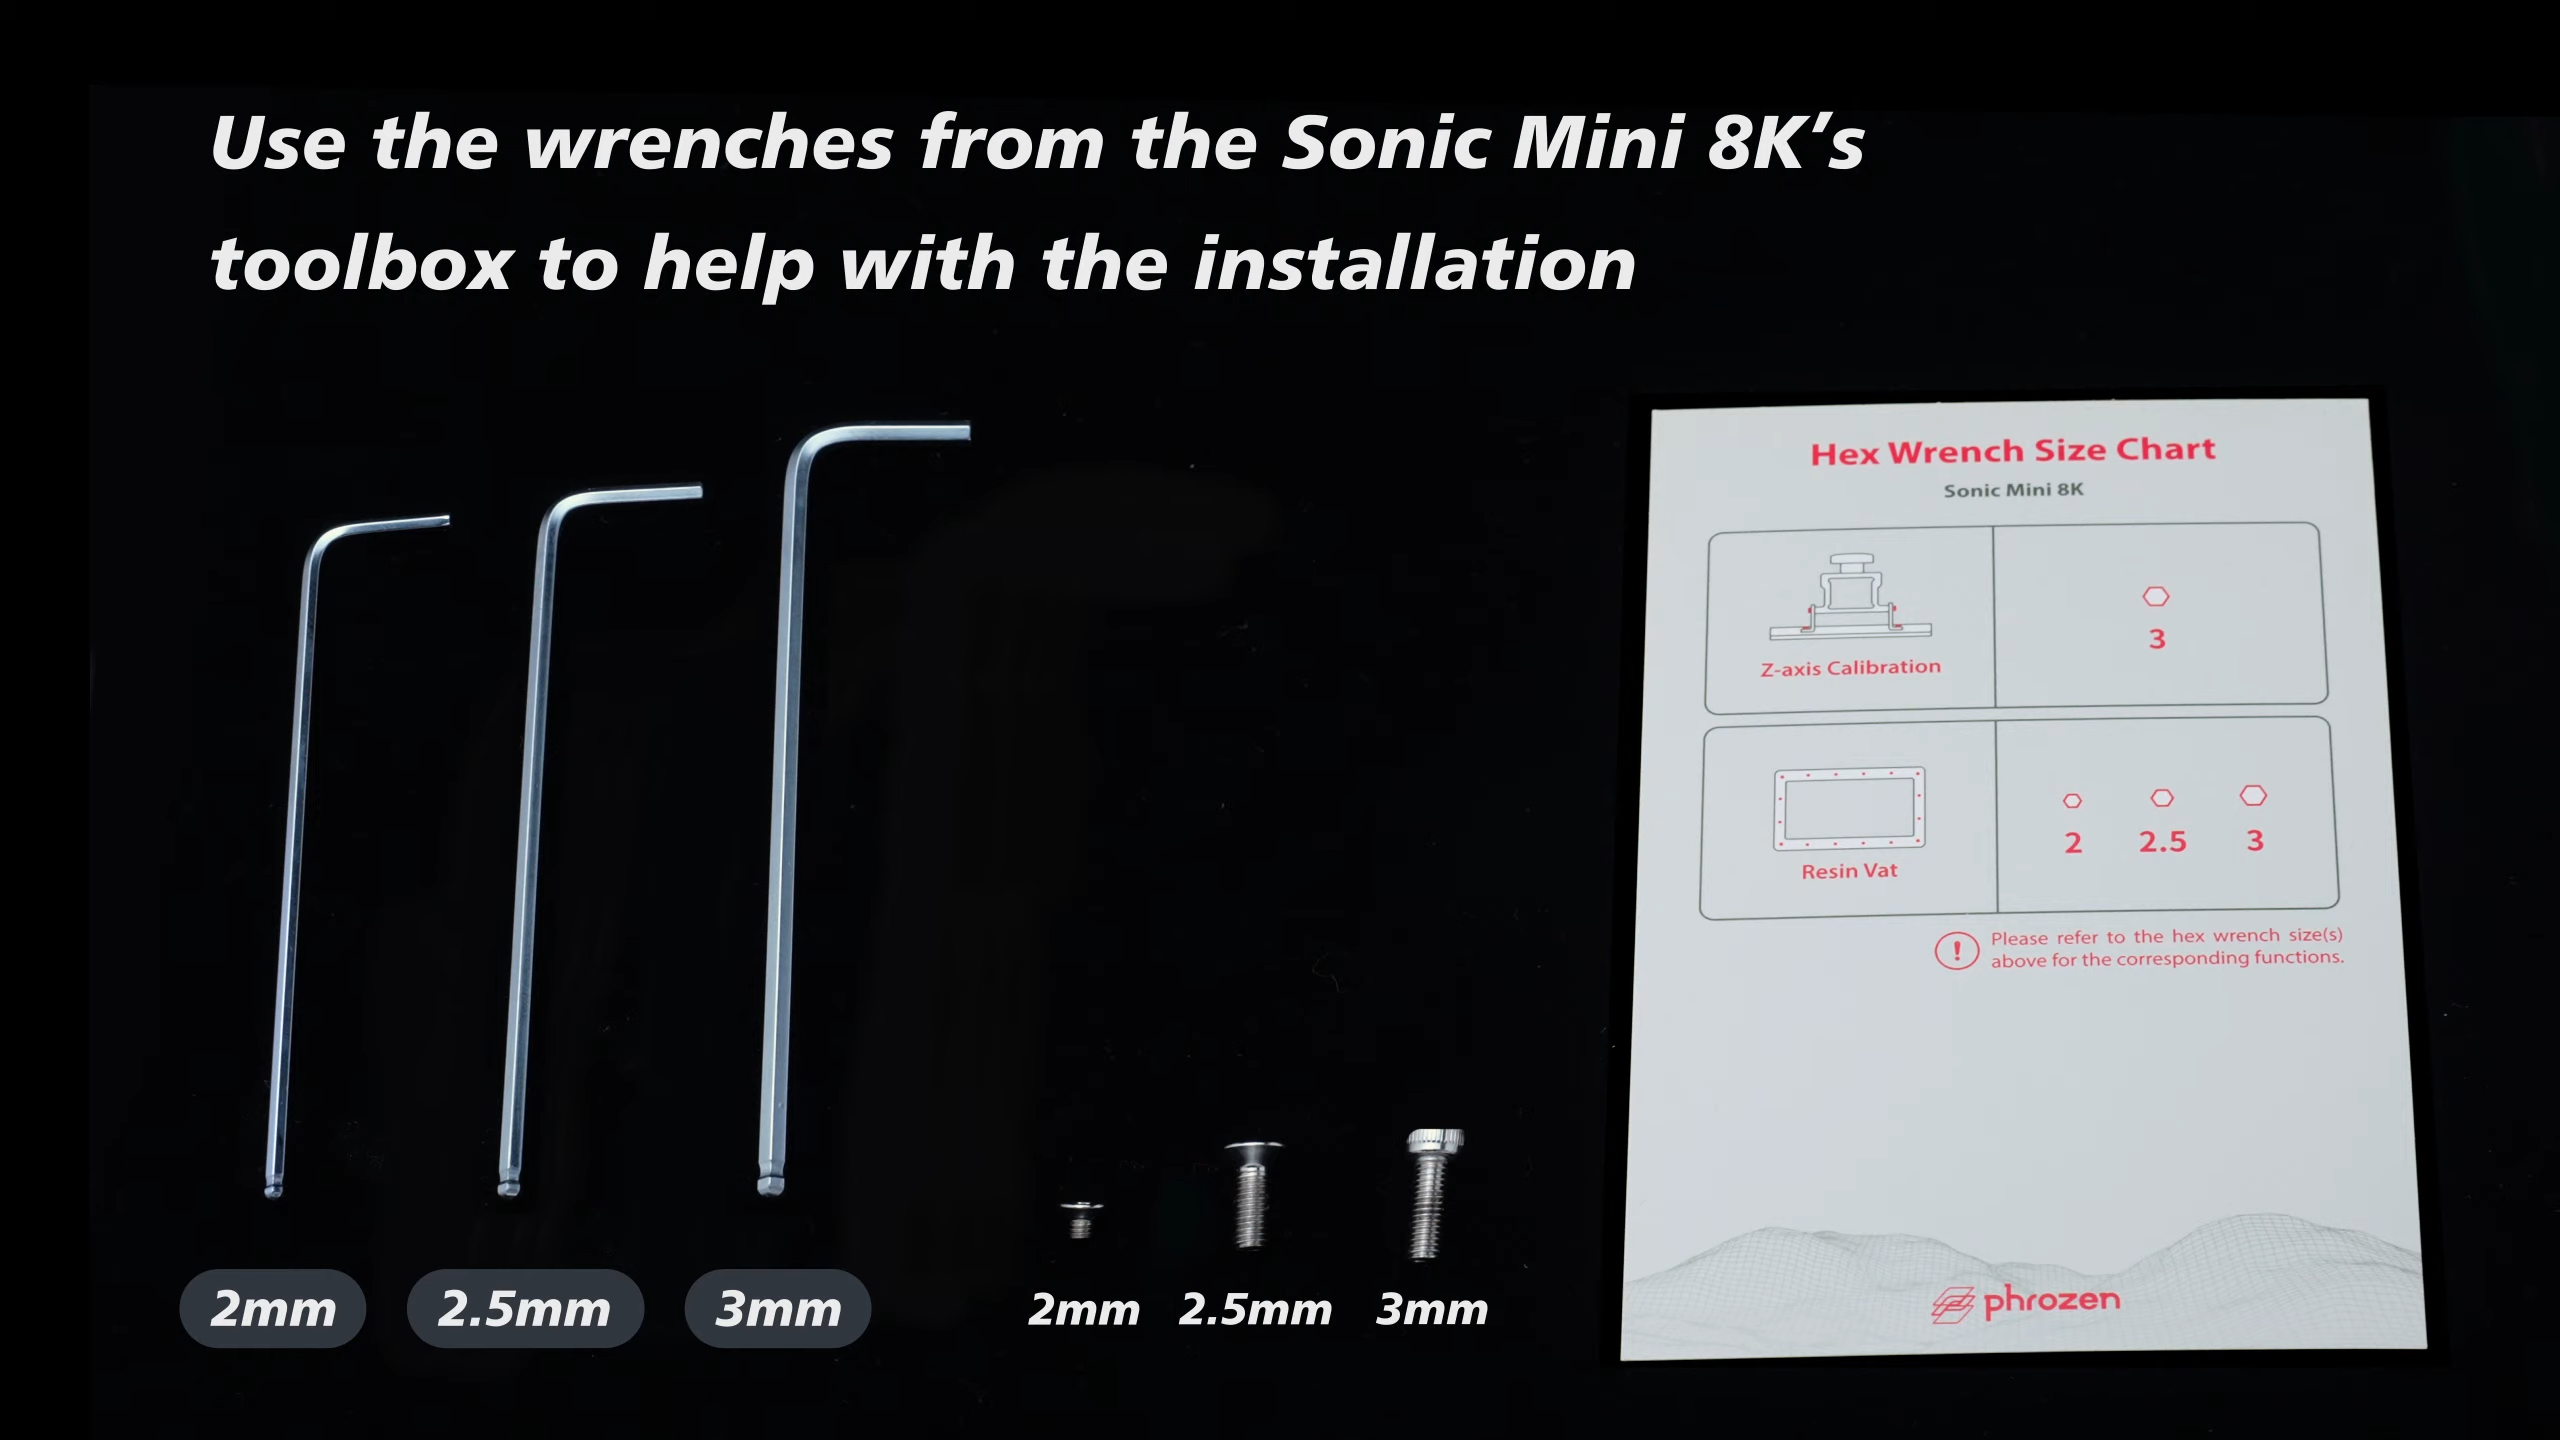 Use the wrenches from the Sonic Mini 8K’s
toolbox to help with the installation
2mm
2.5mm
3mm
2mm
2.5mm
3mm
Hex Wrench Size Chart
Sonic Mini 8K
Z-axis Calibration
3
Resin Vat
2
2.5
3
!
Please refer to the hex wrench size(s)
above for the corresponding functions.
phrozen